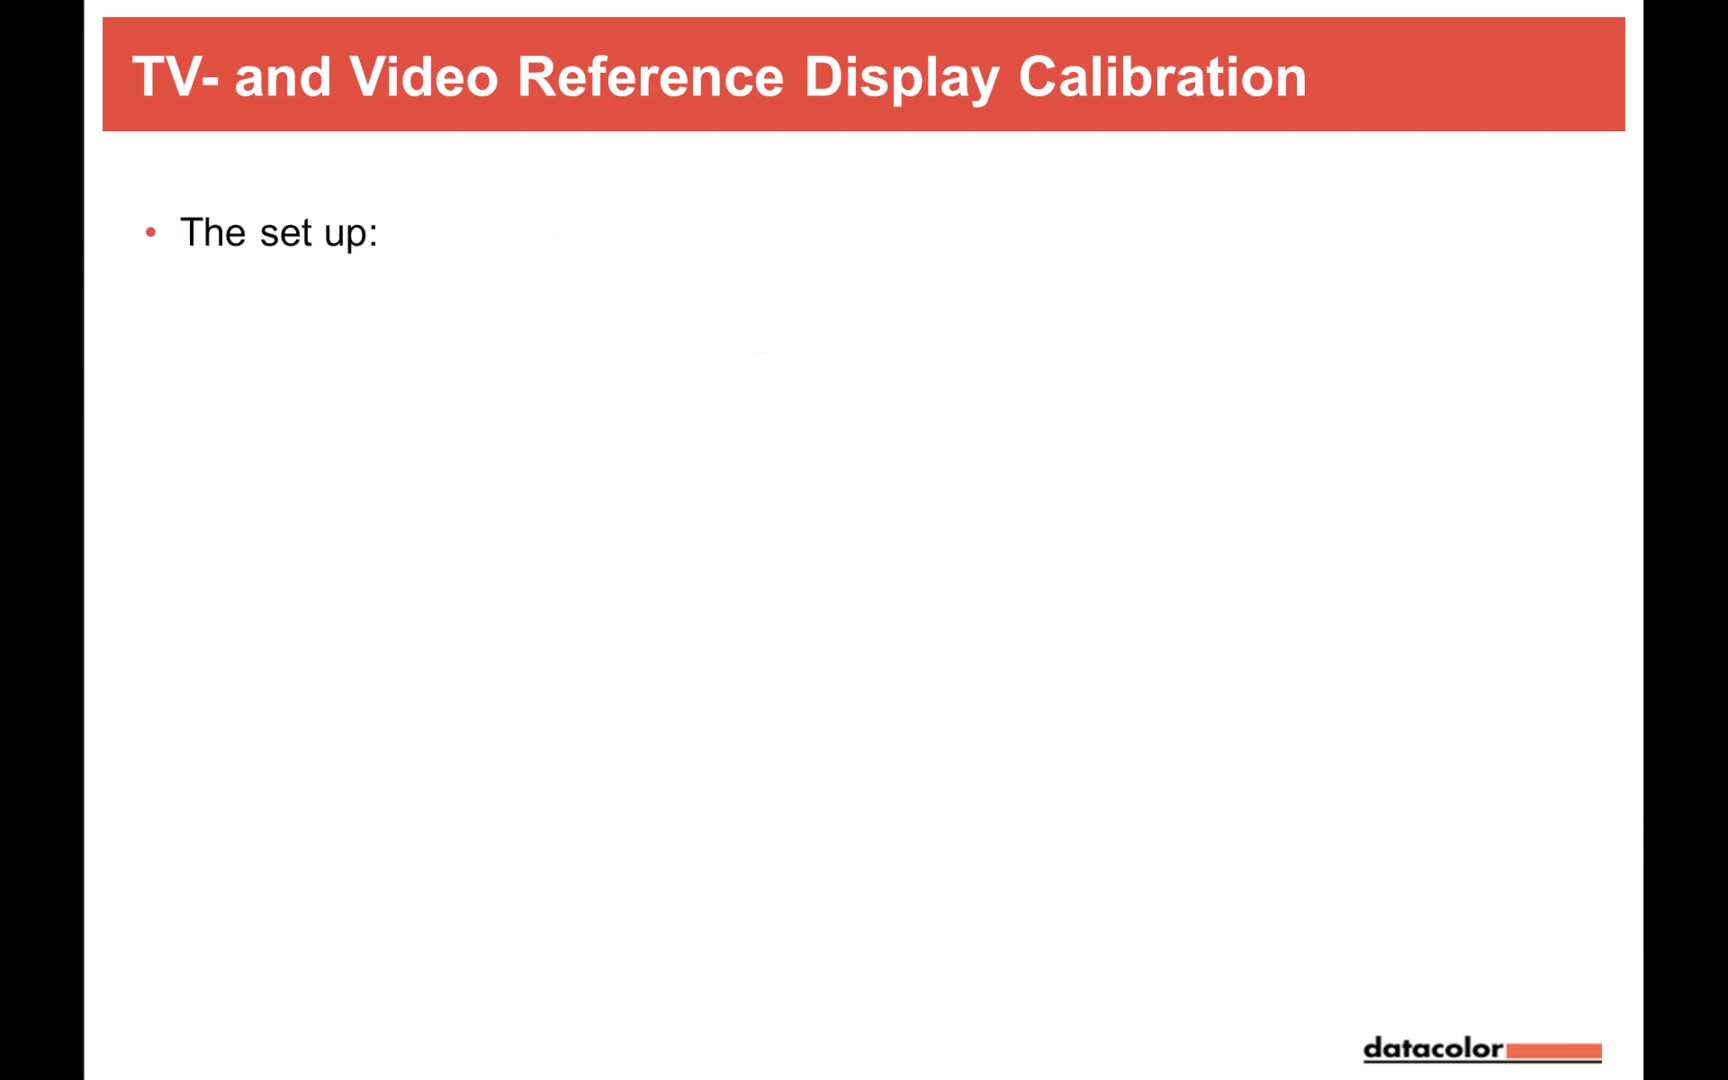 TV- and Video Reference Display Calibration
• The set up:
datacolor